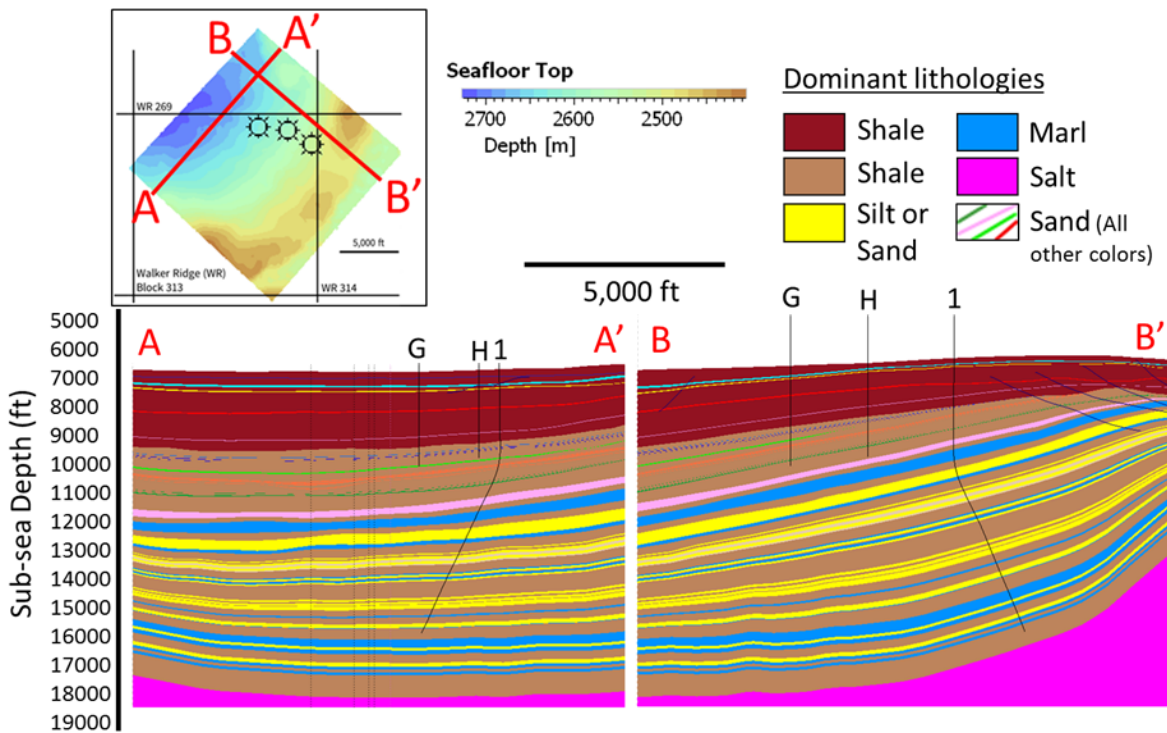 B A'
WR 269
A
B'
5,000 ft
Walker Ridge (WR)
Block 313
WR 314
Seafloor Top
2700 2600 2500
Depth [m]
Dominant lithologies
Shale
Marl
Shale
Salt
Silt or
Sand
Sand (All
other colors)
5,000 ft
Sub-sea Depth (ft)
5000
6000
7000
8000
9000
10000
11000
12000
13000
14000
15000
16000
17000
18000
19000
A
G
H 1
A'
B
G
H
1
B'